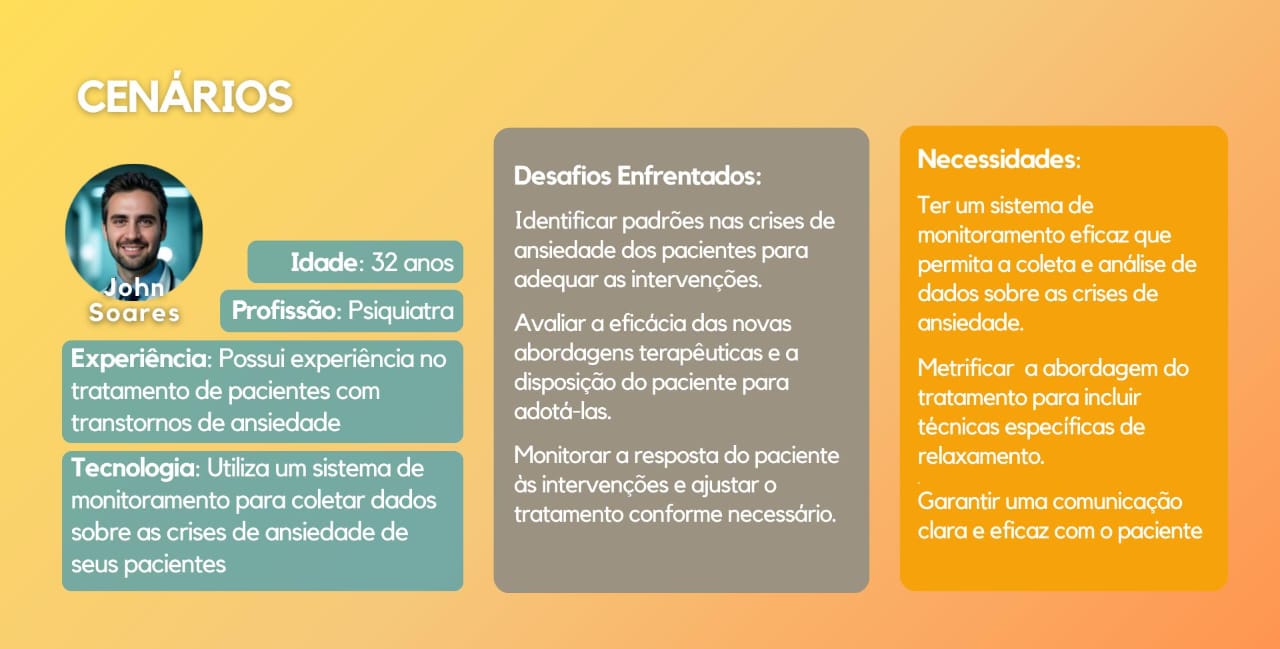 CENÁRIOS
John
Soares
Idade: 32 anos
Profissão: Psiquiatra
Experiência: Possui experiência no
tratamento de pacientes com
transtornos de ansiedade
Tecnologia: Utiliza um sistema de
monitoramento para coletar dados
sobre as crises de ansiedade de
seus pacientes
Desafios Enfrentados:
Identificar padrões nas crises de
ansiedade dos pacientes para
adequar as intervenções.
Avaliar a eficácia das novas
abordagens terapêuticas e a
disposição do paciente para
adotá-las.
Monitorar a resposta do paciente
às intervenções e ajustar o
tratamento conforme necessário.
Necessidades:
Ter um sistema de
monitoramento eficaz que
permita a coleta e análise de
dados sobre as crises de
ansiedade.
Metrificar  a abordagem do
tratamento para incluir
técnicas específicas de
relaxamento.
.
Garantir uma comunicação
clara e eficaz com o paciente